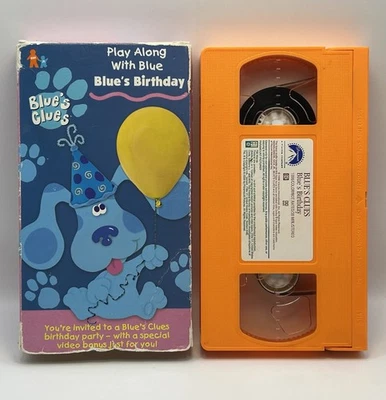 Play Along
With Blue
Blue's Birthday
Blue's
Clues
You're invited to a Blue's Clues
birthday party – with a special
video bonus just for you!
BLUE'S CLUES
Blue's Birthday